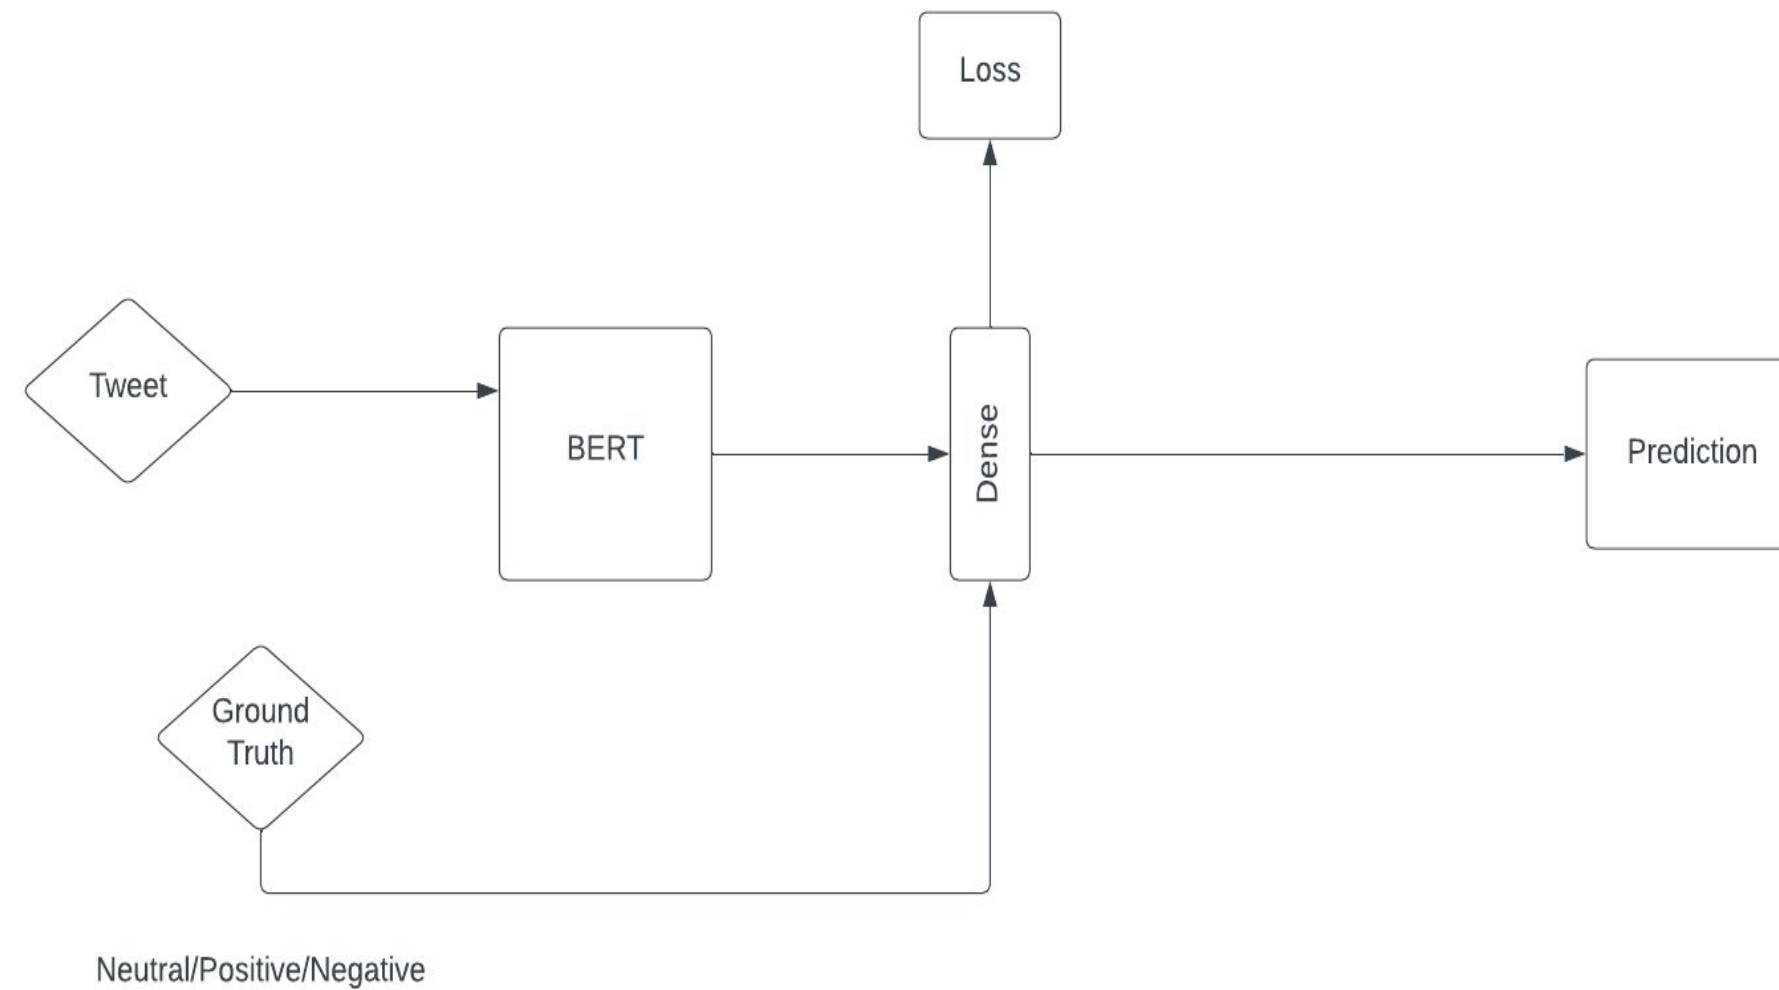 Loss
Tweet
BERT
Dense
Prediction
Ground
Truth
Neutral/Positive/Negative